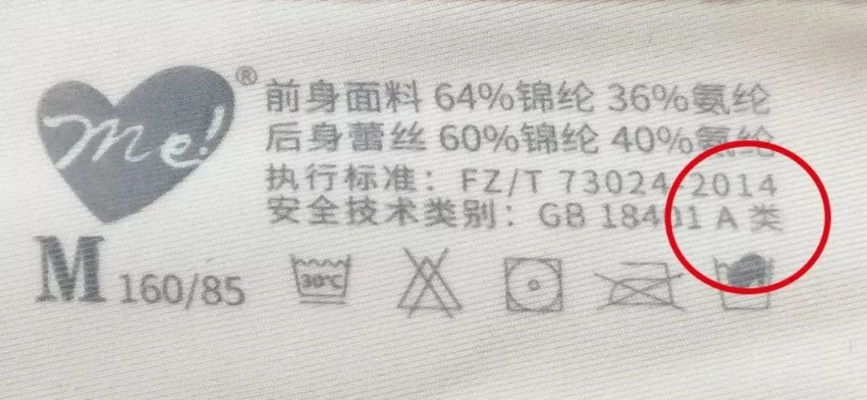 me!®
前身面料 64%锦纶 36%氨纶
后身蕾丝 60%锦纶 40%氨纶
执行标准：FZ/T 73024-2014
安全技术类别：GB 18401 A 类
M 160/85
30℃